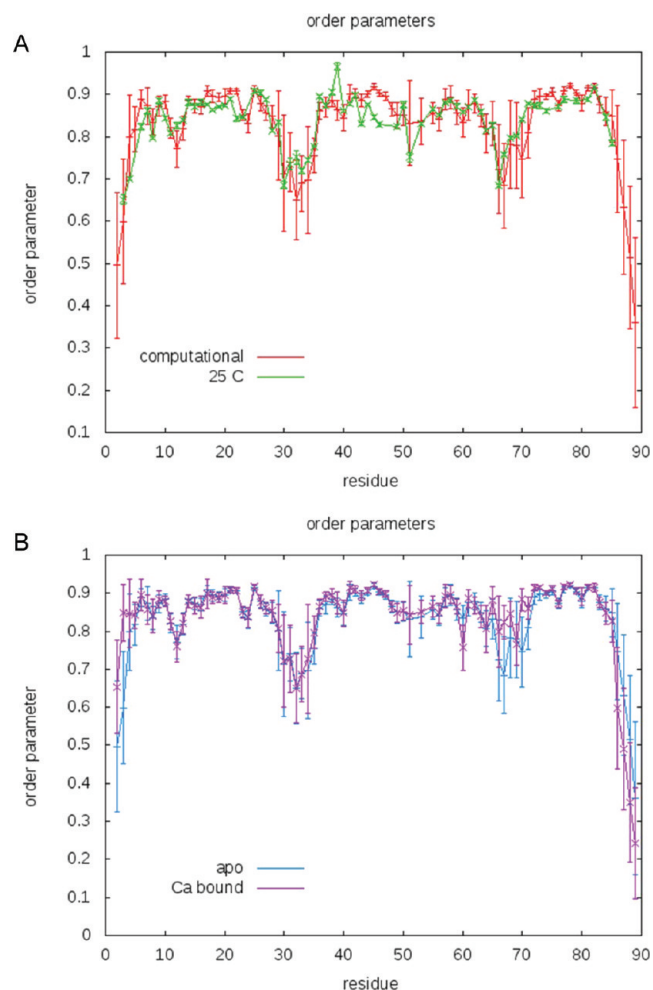 A
order parameters
1
0.9
0.8
0.7
0.6
0.5
0.4
0.3
0.2
0.1
order parameter
computational
25 C
0 10 20 30 40 50 60 70 80 90
residue
B
order parameters
1
0.9
0.8
0.7
0.6
0.5
0.4
0.3
0.2
0.1
0
order parameter
apo
Ca bound
0 10 20 30 40 50 60 70 80 90
residue